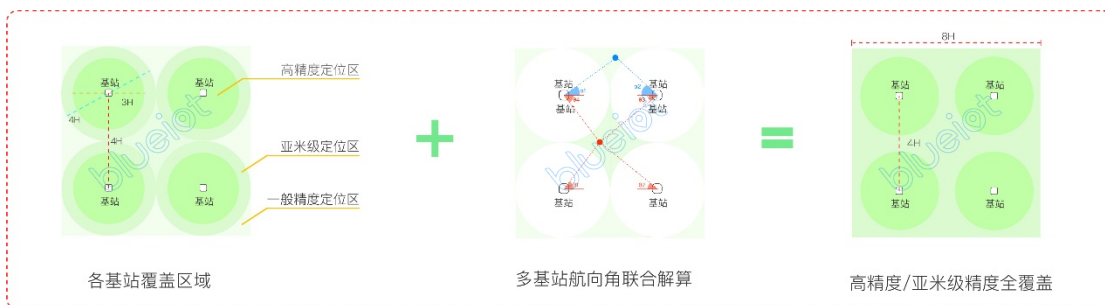 8H
高精度定位区
基站
基站
3H
4H
4H
亚米级定位区
基站
基站
一般精度定位区
blueiot
各基站覆盖区域
+
基站
基站
基站
基站
基站
基站
blueiot
多基站航向角联合解算
=
基站
基站
4H
基站
基站
blueiot
高精度/亚米级精度全覆盖